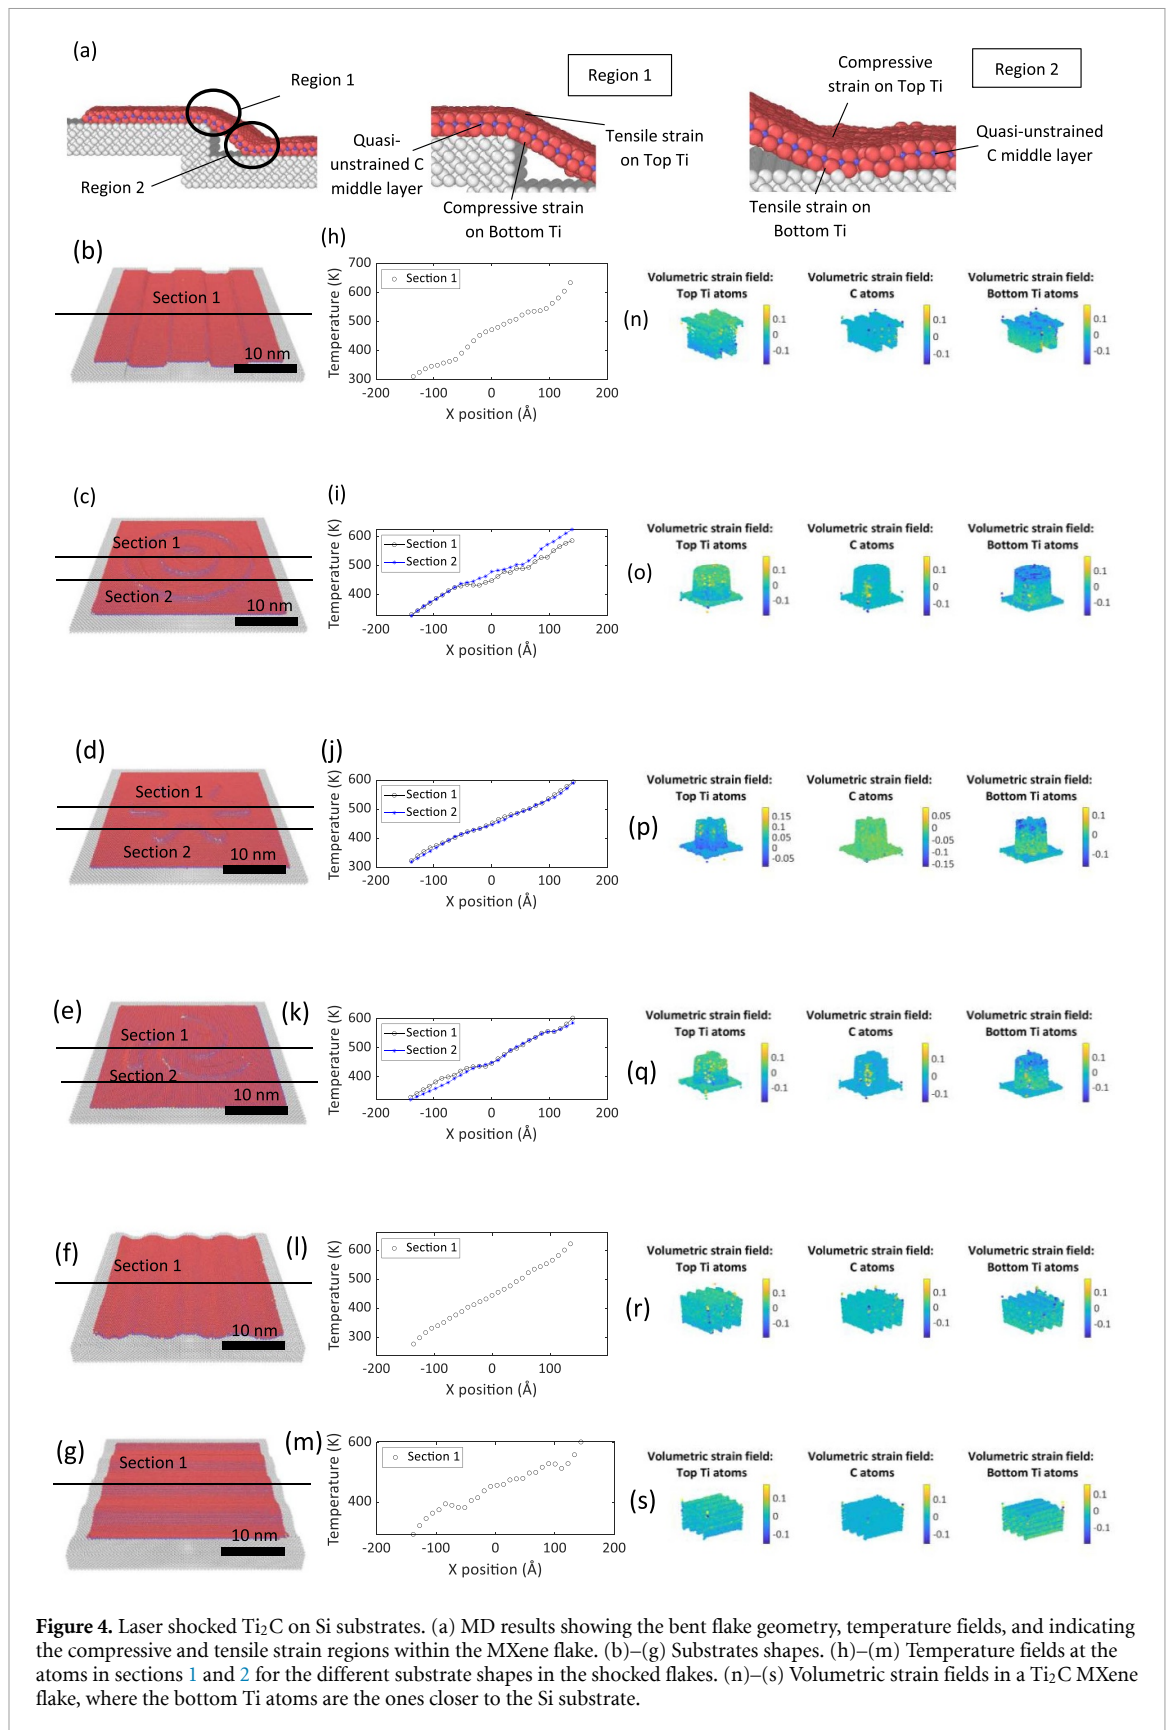 (a)
Region 1
Region 2
Region 1
Quasi-
unstrained C
middle layer
Tensile strain
on Top Ti
Compressive strain
on Bottom Ti
Region 2
Compressive
strain on Top Ti
Quasi-unstrained
C middle layer
Tensile strain on
Bottom Ti
(b)
Section 1
10 nm
(h)
Temperature (K)
700
600
500
400
300
Section 1
-200 -100 0 100 200
X position (Å)
(n)
Volumetric strain field:
Top Ti atoms
0.1
0
-0.1
Volumetric strain field:
C atoms
0.1
0
-0.1
Volumetric strain field:
Bottom Ti atoms
0.1
0
-0.1
(c)
Section 1
Section 2
10 nm
(i)
Temperature (K)
600
500
400
Section 1
Section 2
-200 -100 0 100 200
X position (Å)
(o)
Volumetric strain field:
Top Ti atoms
0.1
0
-0.1
Volumetric strain field:
C atoms
0.1
0
-0.1
Volumetric strain field:
Bottom Ti atoms
0.1
0
-0.1
(d)
Section 1
Section 2
10 nm
(j)
Temperature (K)
600
500
400
300
Section 1
Section 2
-200 -100 0 100 200
X position (Å)
(p)
Volumetric strain field:
Top Ti atoms
0.15
0.1
0.05
0
-0.05
Volumetric strain field:
C atoms
0.1
0.05
0
-0.05
-0.1
-0.15
Volumetric strain field:
Bottom Ti atoms
0.1
0
-0.1
(e)
Section 1
Section 2
10 nm
(k)
Temperature (K)
600
500
400
Section 1
Section 2
-200 -100 0 100 200
X position (Å)
(q)
Volumetric strain field:
Top Ti atoms
0.1
0
-0.1
Volumetric strain field:
C atoms
0.1
0
-0.1
Volumetric strain field:
Bottom Ti atoms
0.1
0
-0.1
(f)
Section 1
10 nm
(l)
Temperature (K)
600
500
400
300
Section 1
-200 -100 0 100 200
X position (Å)
(r)
Volumetric strain field:
Top Ti atoms
0.1
0
-0.1
Volumetric strain field:
C atoms
0.1
0
-0.1
Volumetric strain field:
Bottom Ti atoms
0.1
0
-0.1
(g)
Section 1
10 nm
(m)
Temperature (K)
600
400
Section 1
-200 -100 0 100 200
X position (Å)
(s)
Volumetric strain field:
Top Ti atoms
0.1
0
-0.1
Volumetric strain field:
C atoms
0.1
0
-0.1
Volumetric strain field:
Bottom Ti atoms
0.1
0
-0.1
Figure 4. Laser shocked Ti₂C on Si substrates. (a) MD results showing the bent flake geometry, temperature fields, and indicating
the compressive and tensile strain regions within the MXene flake. (b)–(g) Substrates shapes. (h)–(m) Temperature fields at the
atoms in sections 1 and 2 for the different substrate shapes in the shocked flakes. (n)–(s) Volumetric strain fields in a Ti₂C MXene
flake, where the bottom Ti atoms are the ones closer to the Si substrate.